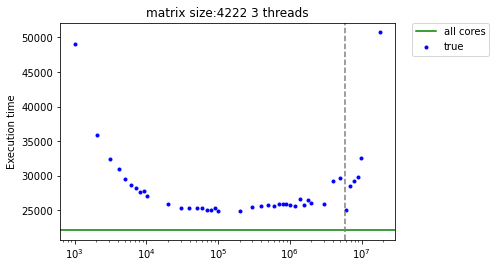 matrix size:4222 3 threads
Execution time
50000
45000
40000
35000
30000
25000
10³
10⁴
10⁵
10⁶
10⁷
all cores
true